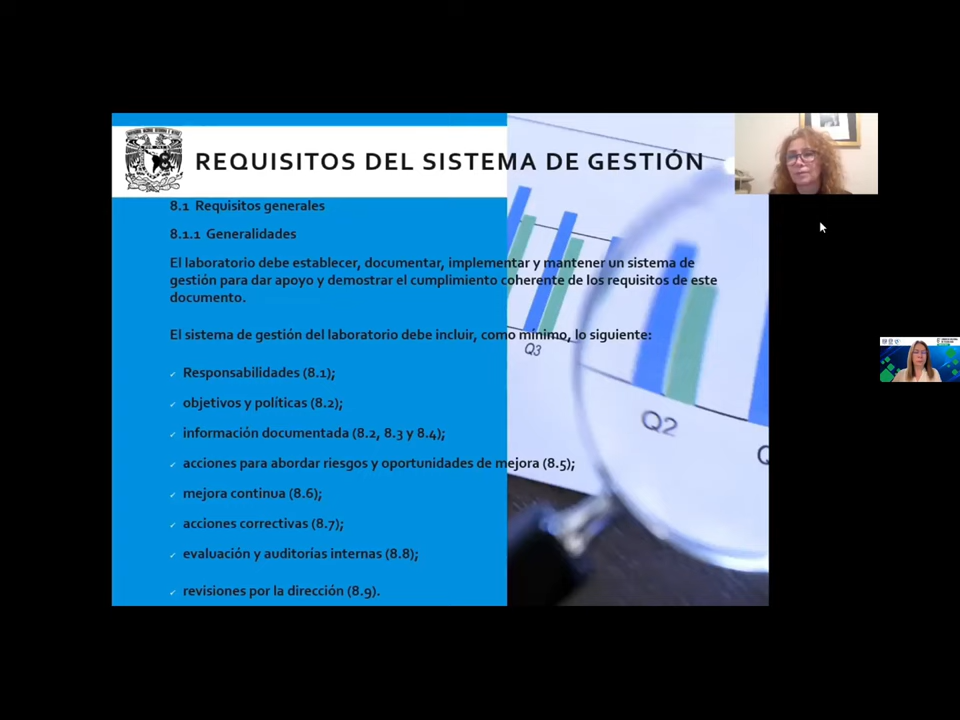 REQUISITOS DEL SISTEMA DE GESTIÓN
8.1 Requisitos generales
8.1.1 Generalidades
El laboratorio debe establecer, documentar, implementar y mantener un sistema de
gestión para dar apoyo y demostrar el cumplimiento coherente de los requisitos de este
documento.
El sistema de gestión del laboratorio debe incluir, como mínimo, lo siguiente:
Responsabilidades (8.1);
objetivos y políticas (8.2);
información documentada (8.2, 8.3 y 8.4);
acciones para abordar riesgos y oportunidades de mejora (8.5);
mejora continua (8.6);
acciones correctivas (8.7);
evaluación y auditorías internas (8.8);
revisiones por la dirección (8.9).
Q3
Q2